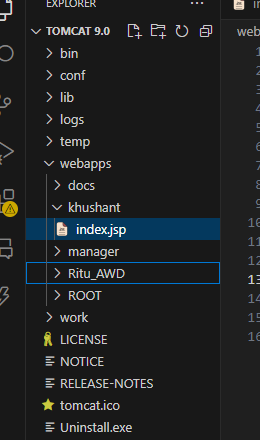 EXPLORER
TOMCAT 9.0
bin
conf
lib
logs
temp
webapps
docs
khushant
index.jsp
manager
Ritu_AWD
ROOT
work
LICENSE
NOTICE
RELEASE-NOTES
tomcat.ico
Uninstall.exe
in
web
1
2
3
4
5
6
7
8
9
10
11
12
13
14
15
16